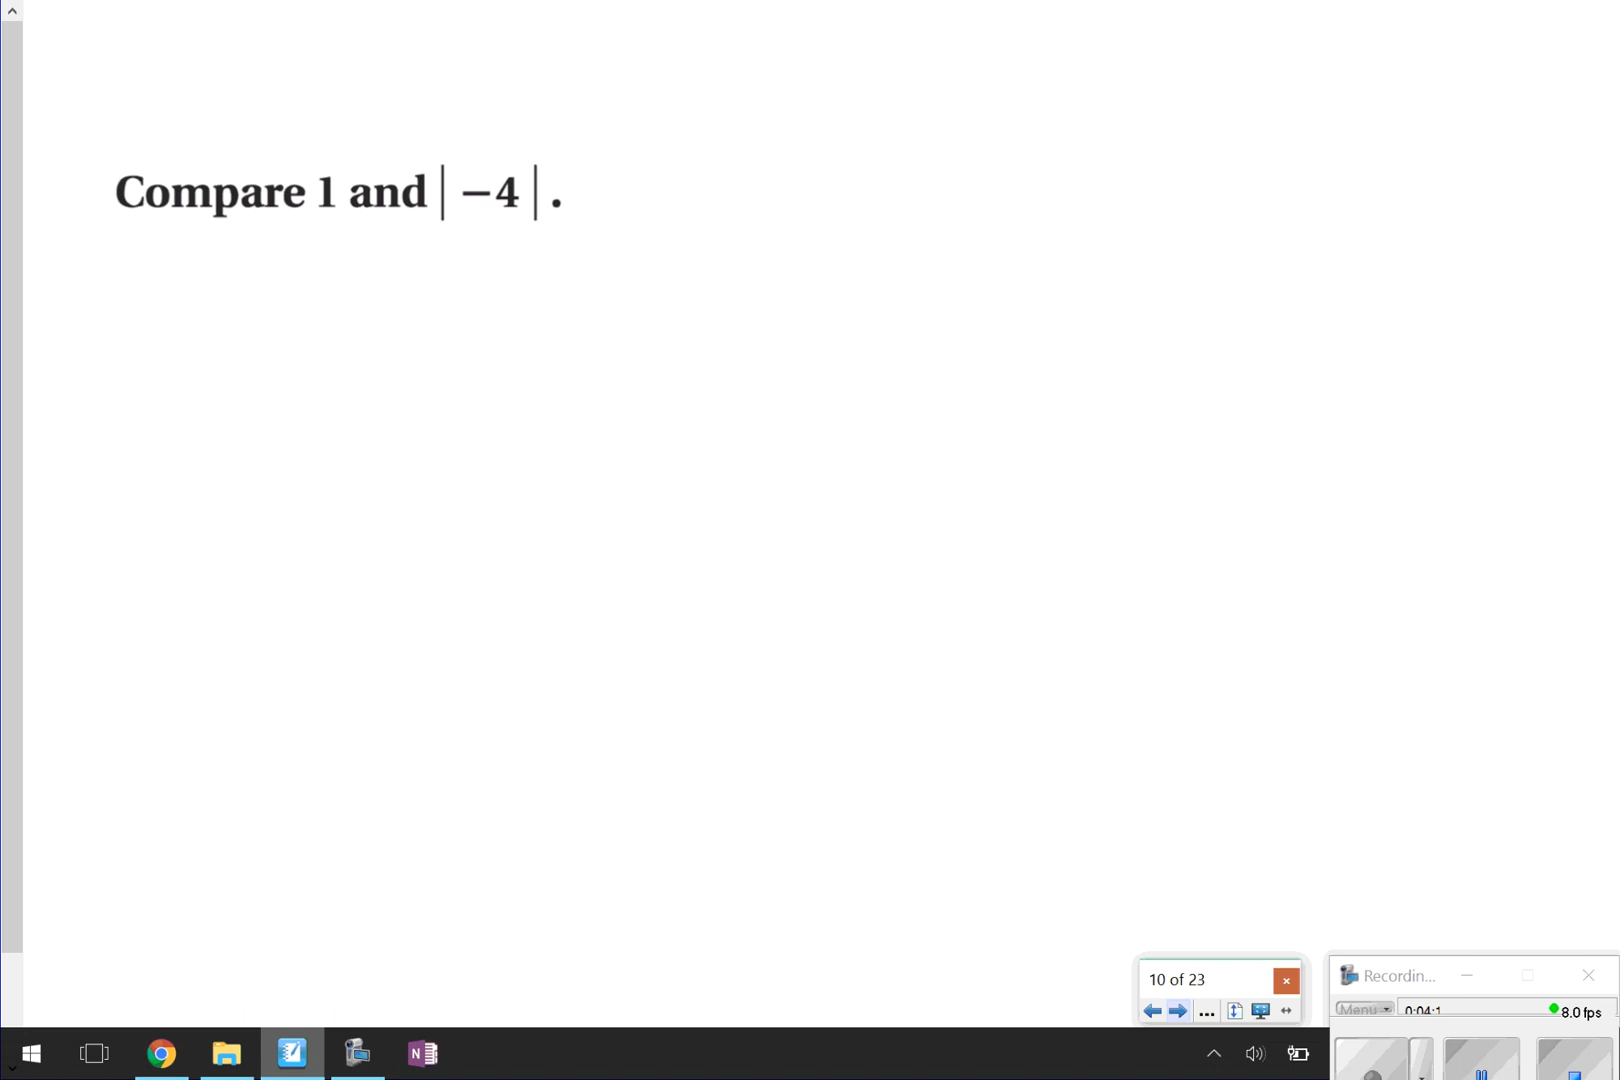 Compare 1 and | −4 | .
10 of 23
Recordin...
Menu
0:04:1
8.0 fps
N